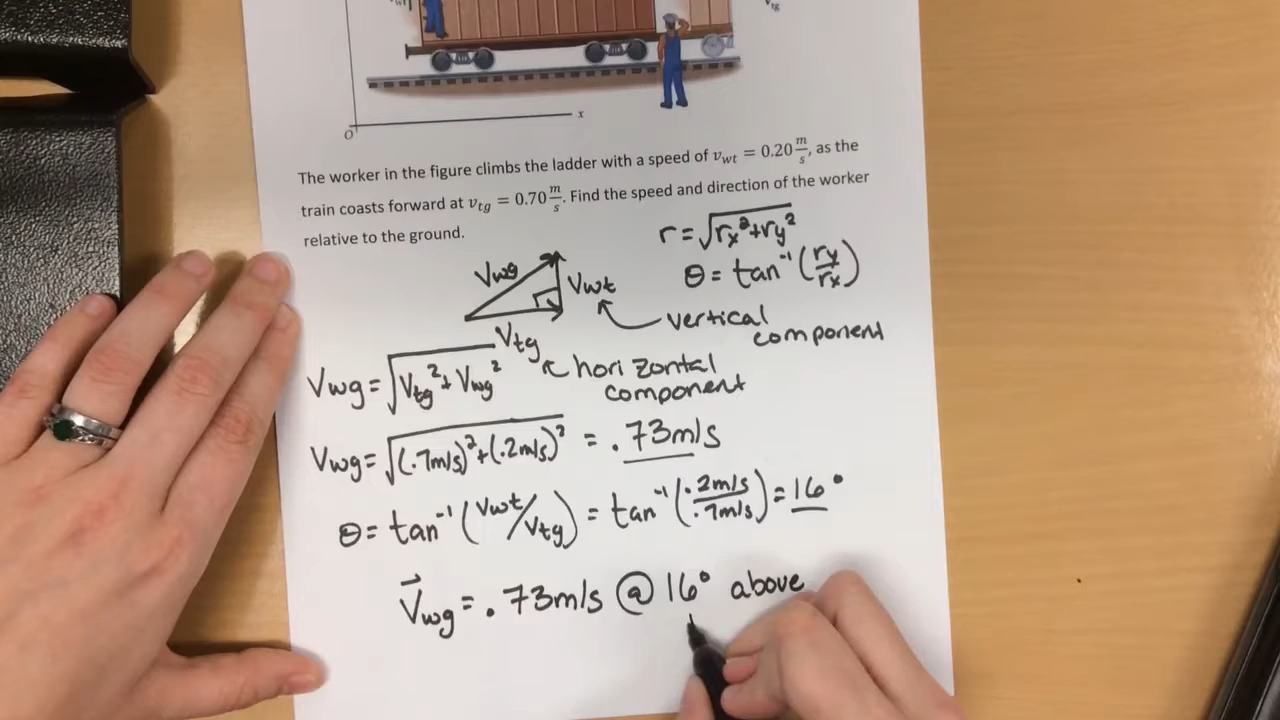 tg
O
x
The worker in the figure climbs the ladder with a speed of v_wt = 0.20 m/s, as the
train coasts forward at v_tg = 0.70 m/s. Find the speed and direction of the worker
relative to the ground.
r = √(rx² + ry²)
θ = tan⁻¹(ry/rx)
Vwg
Vwt
vertical
component
Vtg
horizontal
component
Vwg = √(Vtg² + Vwg²)
Vwg = √((.7m/s)² + (.2m/s)²) = .73m/s
θ = tan⁻¹(Vwt/Vtg) = tan⁻¹(.2m/s/.7m/s) = 16°
V⃗wg = .73m/s @ 16° above